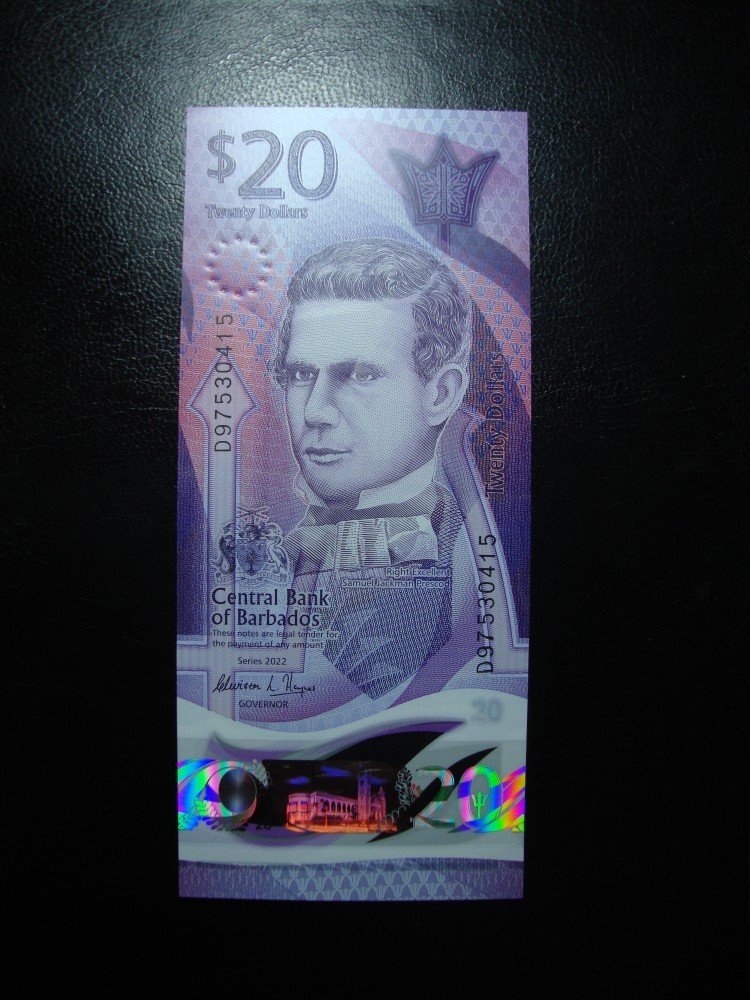 $20
Twenty Dollars
D97530415
Twenty Dollars
D97530415
Right Excellent
Samuel Jackman Prescod
Central Bank
of Barbados
These notes are legal tender for
the payment of any amount
Series 2022
GOVERNOR
20
20
20